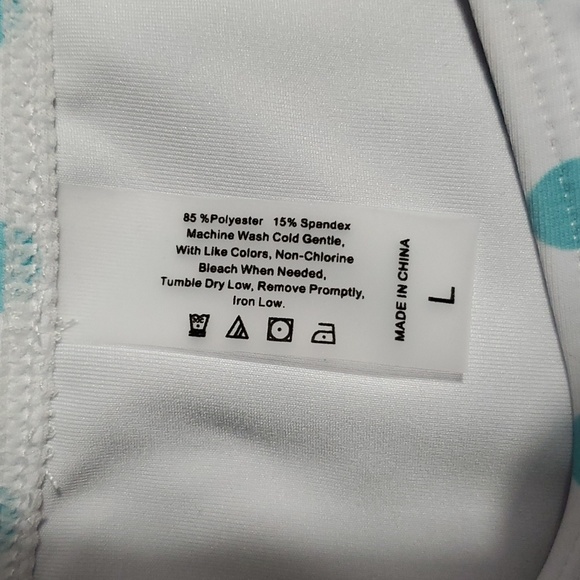 85 %Polyester 15% Spandex
Machine Wash Cold Gentle,
With Like Colors, Non-Chlorine
Bleach When Needed,
Tumble Dry Low, Remove Promptly,
Iron Low.
MADE IN CHINA
L